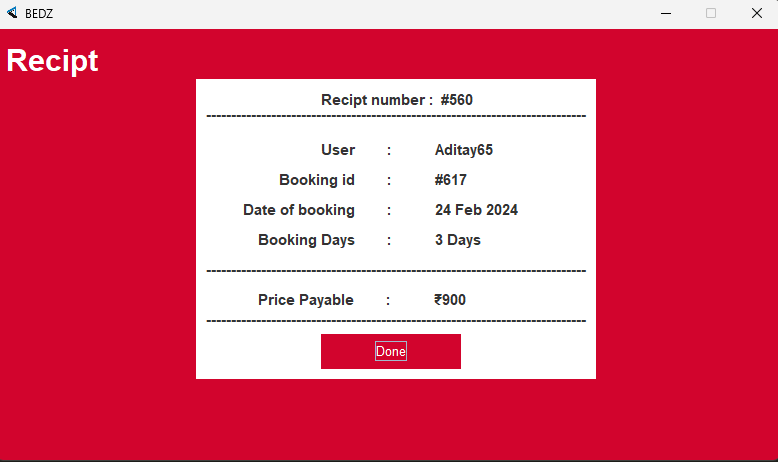 BEDZ
Recipt
Recipt number : #560
--------------------------------------------------------------------------------
User : Aditay65
Booking id : #617
Date of booking : 24 Feb 2024
Booking Days : 3 Days
--------------------------------------------------------------------------------
Price Payable : ₹900
--------------------------------------------------------------------------------
Done